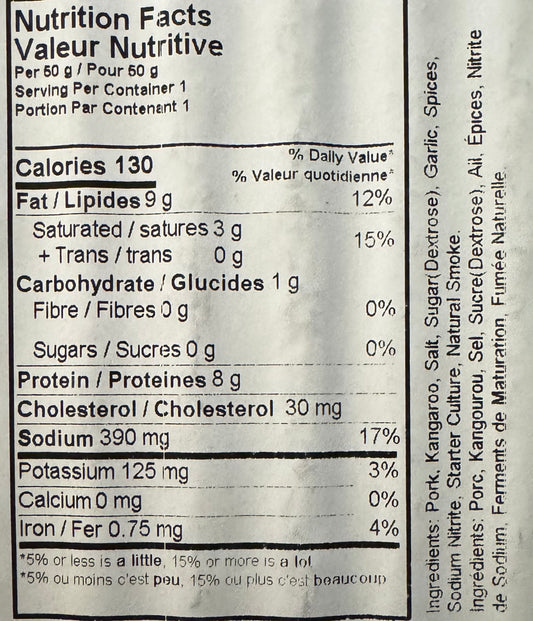 Nutrition Facts
Valeur Nutritive
Per 50 g / Pour 50 g
Serving Per Container 1
Portion Par Contenant 1
Calories 130
% Daily Value*
% Valeur quotidienne*
Fat / Lipides 9 g 12%
Saturated / satures 3 g
+ Trans / trans 0 g
15%
Carbohydrate / Glucides 1 g
Fibre / Fibres 0 g 0%
Sugars / Sucres 0 g 0%
Protein / Proteines 8 g
Cholesterol / Cholesterol 30 mg
Sodium 390 mg 17%
Potassium 125 mg 3%
Calcium 0 mg 0%
Iron / Fer 0.75 mg 4%
*5% or less is a little, 15% or more is a lot
*5% ou moins c'est peu, 15% ou plus c'est beaucoup
Ingredients: Pork, Kangaroo, Salt, Sugar(Dextrose), Garlic, Spices,
Sodium Nitrite, Starter Culture, Natural Smoke.
Ingrédients: Porc, Kangourou, Sel, Sucre(Dextrose), Ail, Épices, Nitrite
de Sodium, Ferments de Maturation, Fumée Naturelle.